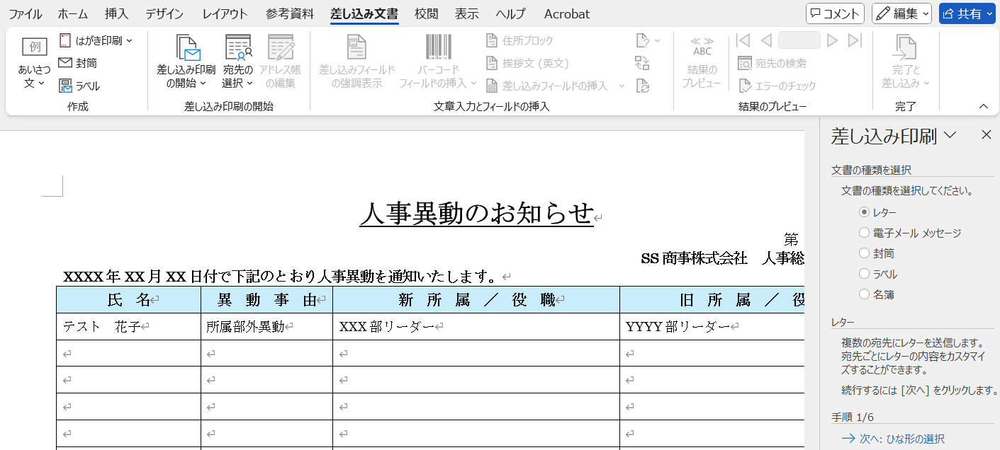 ファイル ホーム 挿入 デザイン レイアウト 参考資料 差し込み文書 校閲 表示 ヘルプ Acrobat コメント 編集 共有
例 あいさつ文
はがき印刷
封筒
ラベル
作成
差し込み印刷の開始
宛先の選択
アドレス帳の編集
差し込み印刷の開始
差し込みフィールドの強調表示
バーコードフィールドの挿入
住所ブロック
挨拶文 (英文)
差し込みフィールドの挿入
文章入力とフィールドの挿入
ABC
結果のプレビュー
宛先の検索
エラーのチェック
結果のプレビュー
完了と差し込み
完了
人事異動のお知らせ
第
SS 商事株式会社 人事総
XXXX 年 XX 月 XX 日付で下記のとおり人事異動を通知いたします。
氏 名 異 動 事 由 新 所 属 ／ 役 職 旧 所 属 ／ 役
テスト 花子 所属部外異動 XXX 部リーダー YYYY 部リーダー
差し込み印刷
文書の種類を選択
文書の種類を選択してください。
レター
電子メール メッセージ
封筒
ラベル
名簿
レター
複数の宛先にレターを送信します。
宛先ごとにレターの内容をカスタマイ
ズすることができます。
続行するには [次へ] をクリックします。
手順 1/6
次へ: ひな形の選択